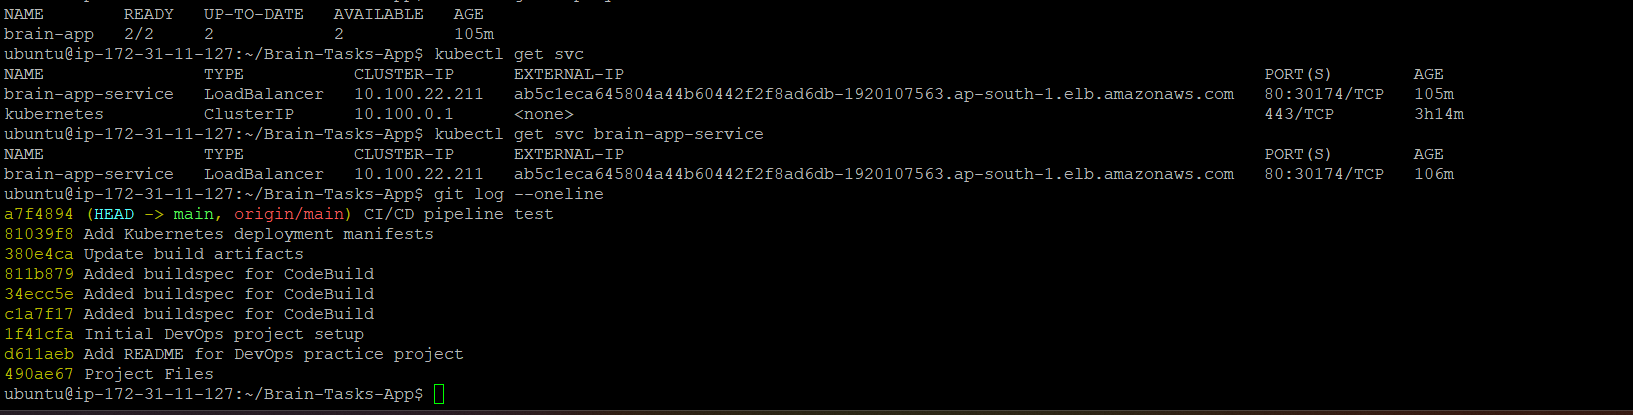 NAME        READY   UP-TO-DATE   AVAILABLE   AGE
brain-app   2/2     2            2           105m
ubuntu@ip-172-31-11-127:~/Brain-Tasks-App$ kubectl get svc
NAME                TYPE           CLUSTER-IP      EXTERNAL-IP                                                                PORT(S)        AGE
brain-app-service   LoadBalancer   10.100.22.211   ab5c1eca645804a44b60442f2f8ad6db-1920107563.ap-south-1.elb.amazonaws.com   80:30174/TCP   105m
kubernetes          ClusterIP      10.100.0.1      <none>                                                                     443/TCP        3h14m
ubuntu@ip-172-31-11-127:~/Brain-Tasks-App$ kubectl get svc brain-app-service
NAME                TYPE           CLUSTER-IP      EXTERNAL-IP                                                                PORT(S)        AGE
brain-app-service   LoadBalancer   10.100.22.211   ab5c1eca645804a44b60442f2f8ad6db-1920107563.ap-south-1.elb.amazonaws.com   80:30174/TCP   106m
ubuntu@ip-172-31-11-127:~/Brain-Tasks-App$ git log --oneline
a7f4894 (HEAD -> main, origin/main) CI/CD pipeline test
81039f8 Add Kubernetes deployment manifests
380e4ca Update build artifacts
811b879 Added buildspec for CodeBuild
34ecc5e Added buildspec for CodeBuild
c1a7f17 Added buildspec for CodeBuild
1f41cfa Initial DevOps project setup
d611aeb Add README for DevOps practice project
490ae67 Project Files
ubuntu@ip-172-31-11-127:~/Brain-Tasks-App$